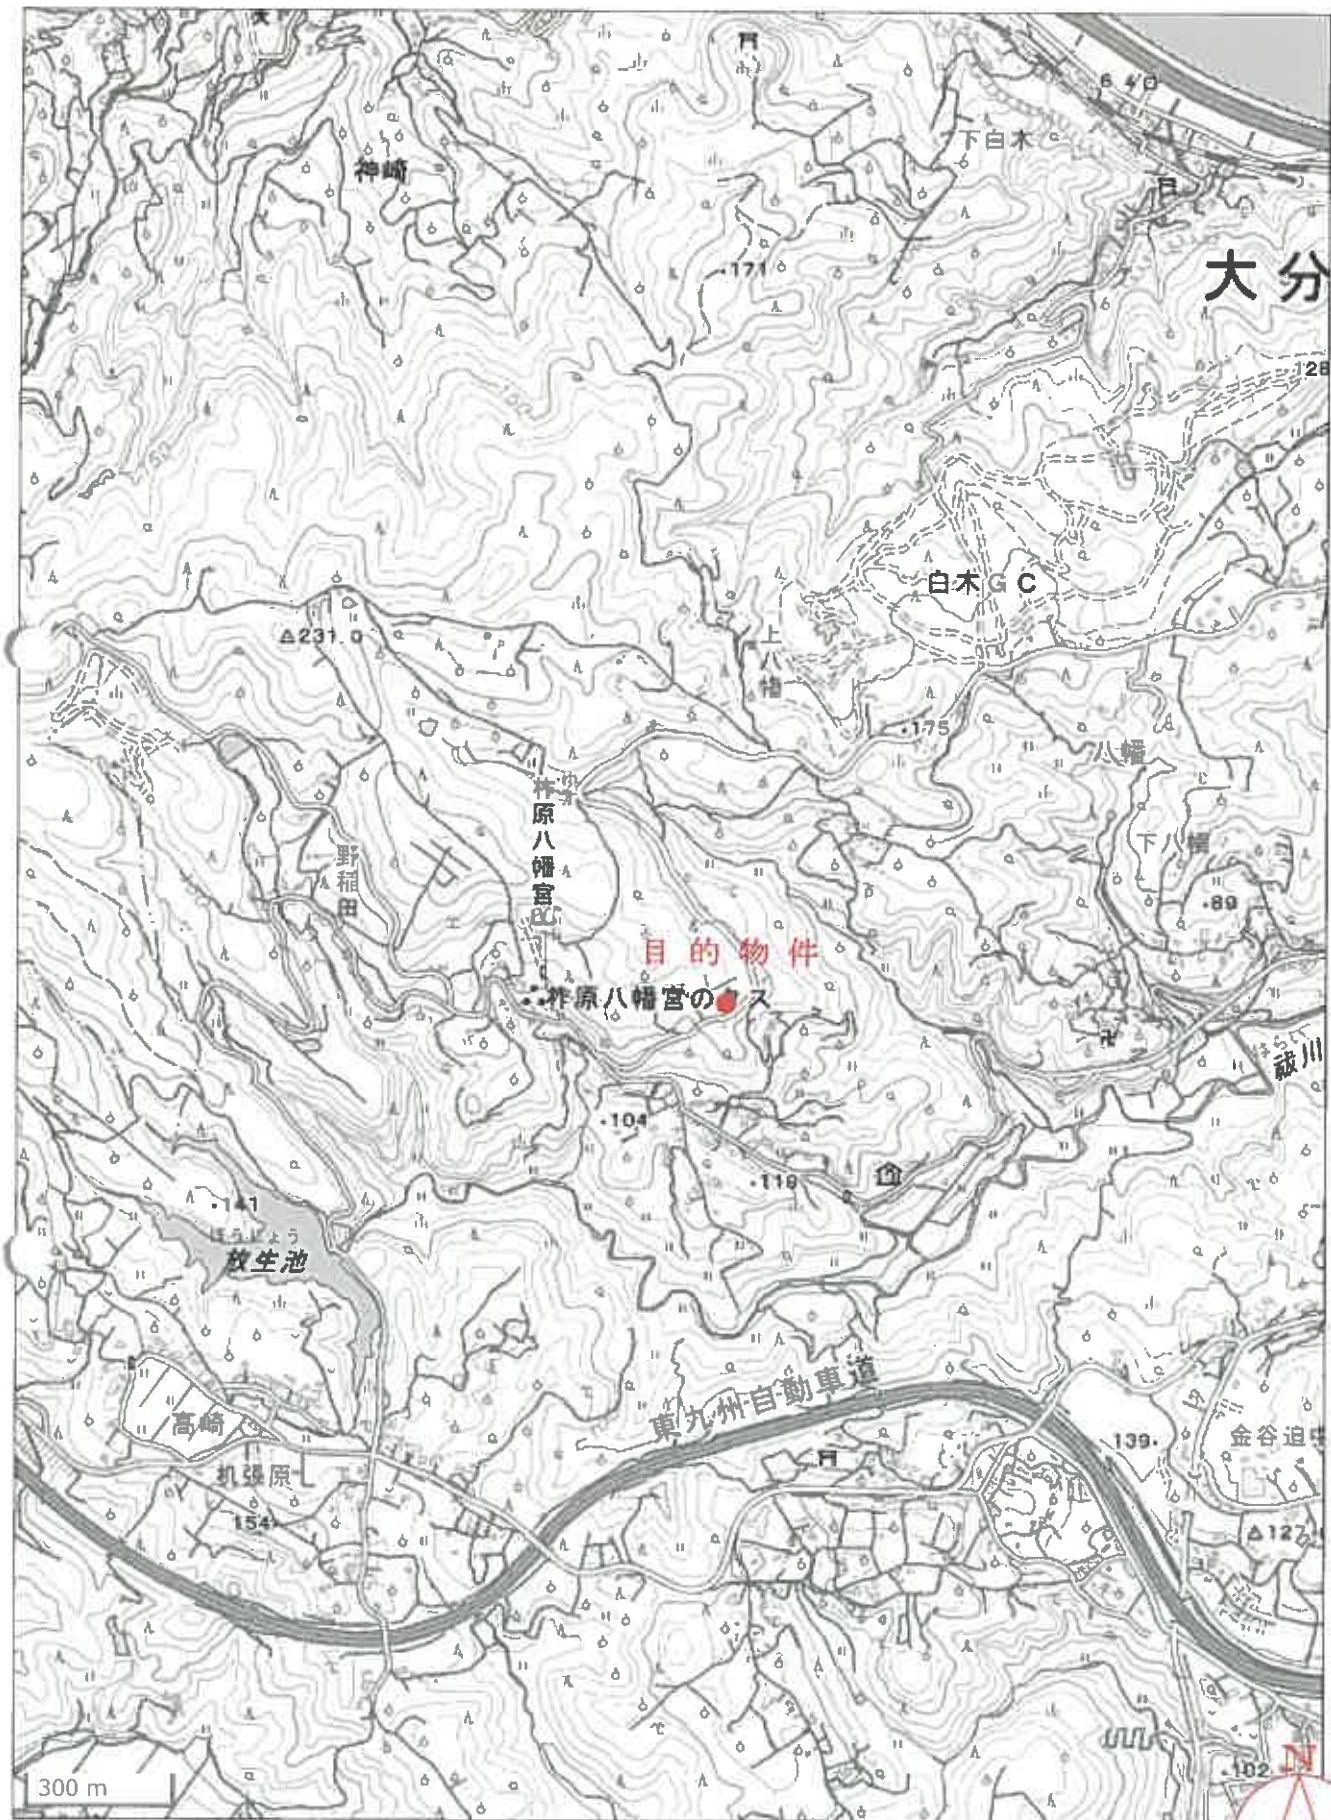 640
下白木
神崎
大分
・171
128
白木GC
△231.0
上八幡
・175
八幡
柞原八幡宮
下八幡
野稲田
・89
目的物件
柞原八幡宮のクス
祓川
・104
・141
ほうじょう
放生池
東九州自動車道
高崎
139・
金谷迫
机張原
154・
△127
300 m
・102
N